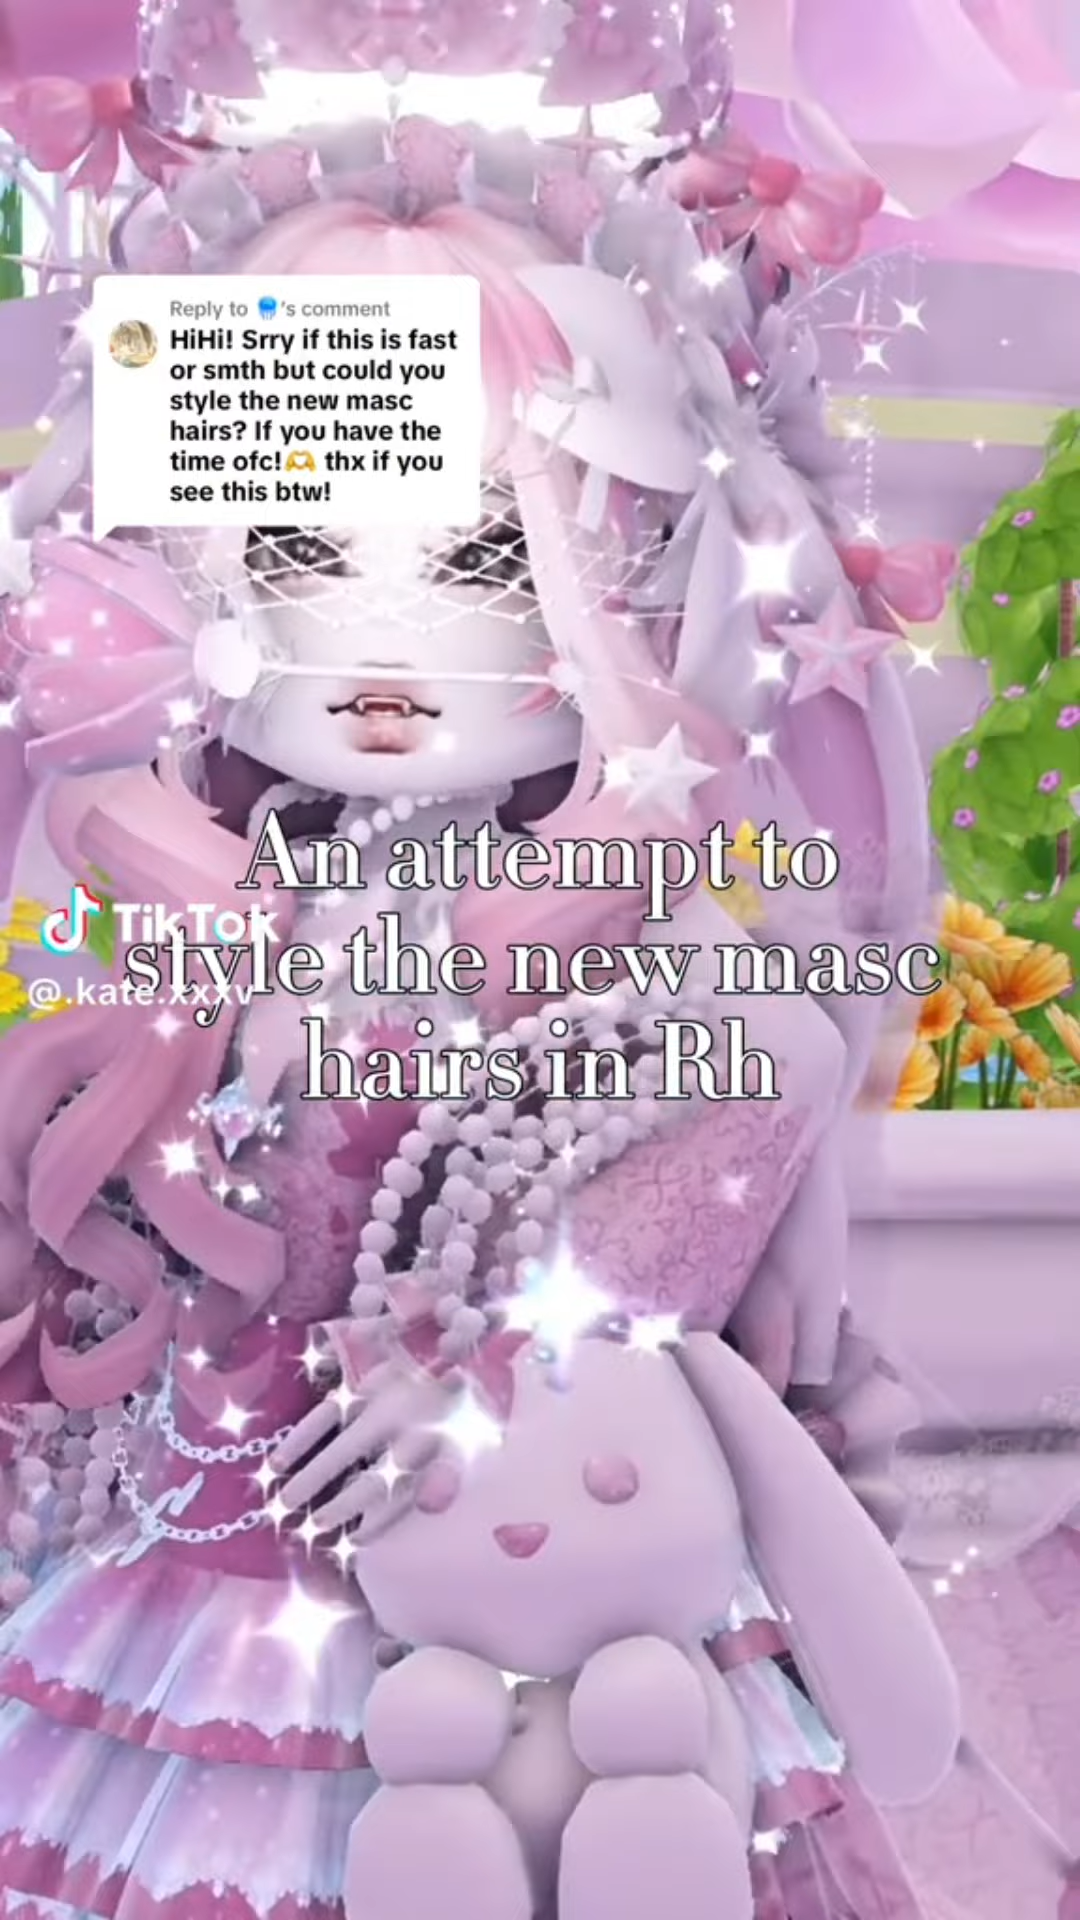 Reply to 🪼's comment
HiHi! Srry if this is fast
or smth but could you
style the new masc
hairs? If you have the
time ofc!🫶 thx if you
see this btw!
An attempt to
style the new masc
hairs in Rh
TikTok
@.kate.xxxv